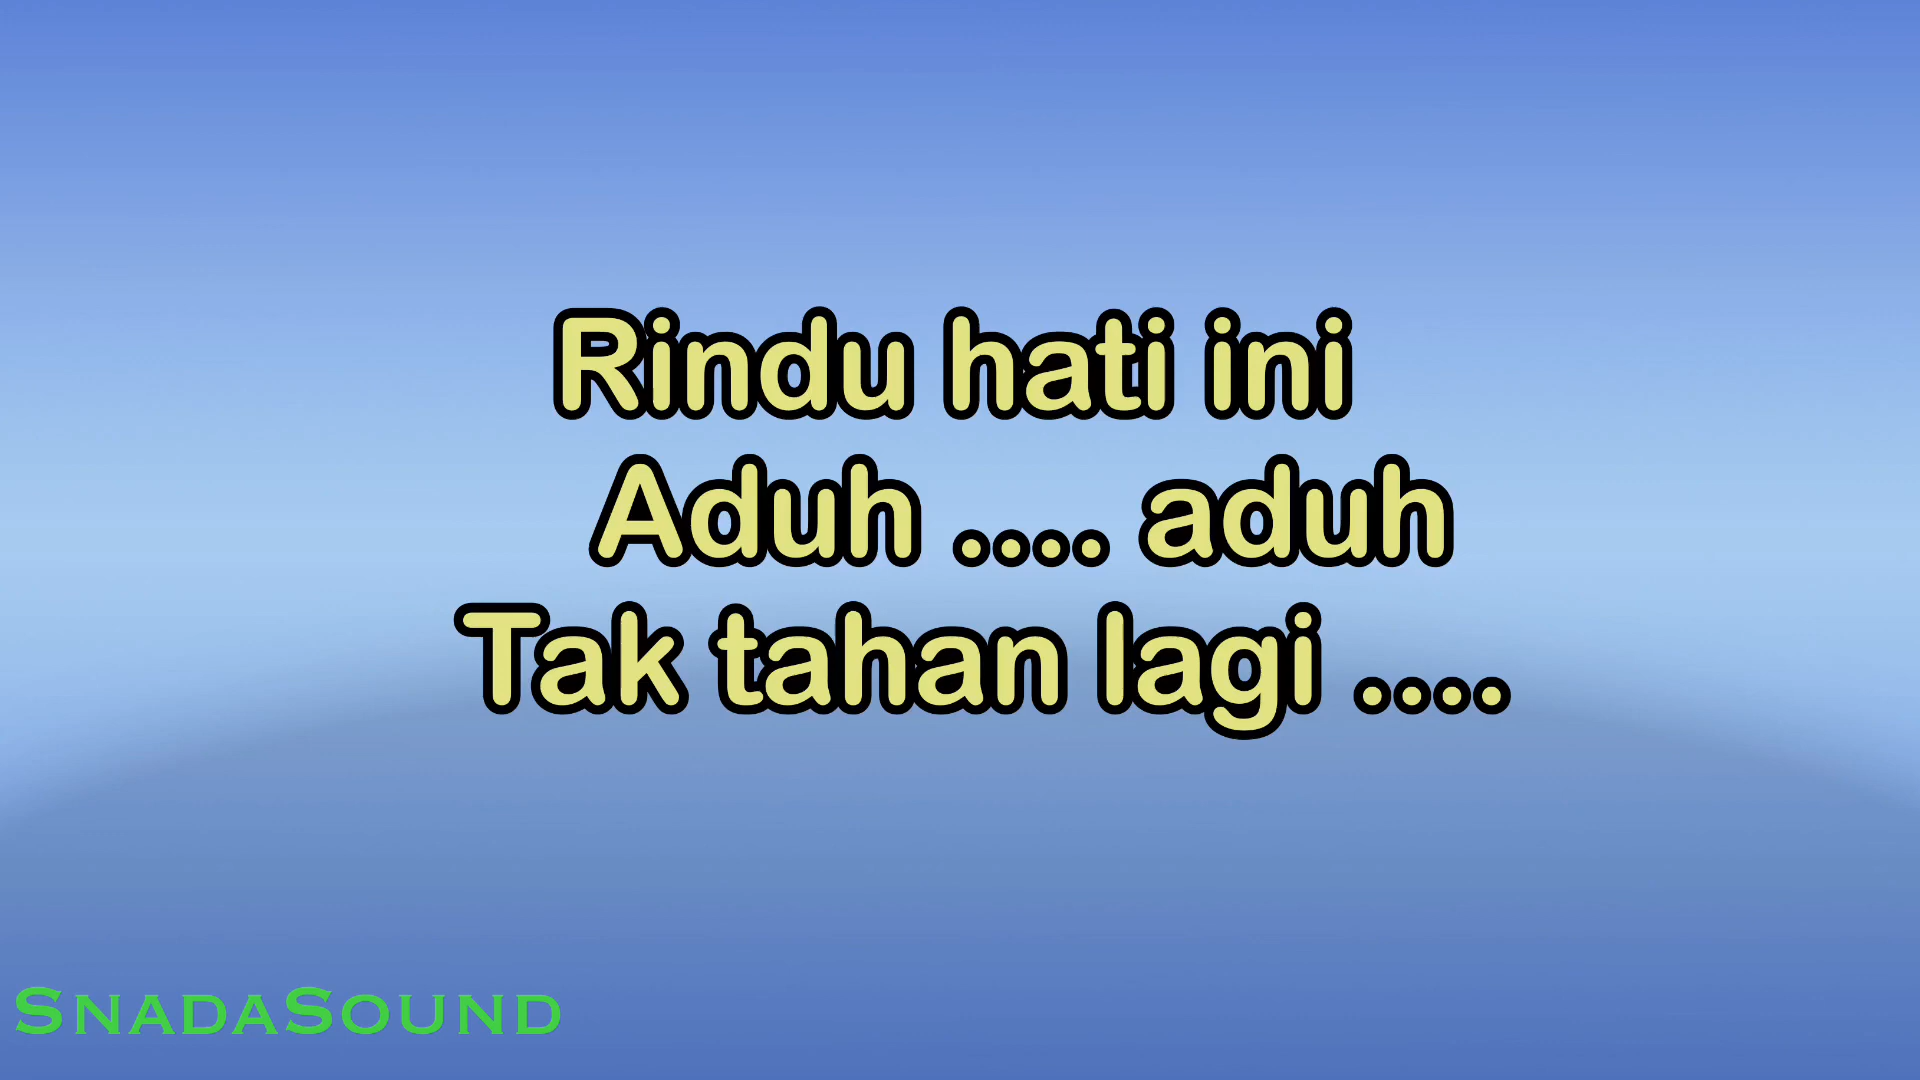 Rindu hati ini
Aduh .... aduh
Tak tahan lagi ....
SnadaSound